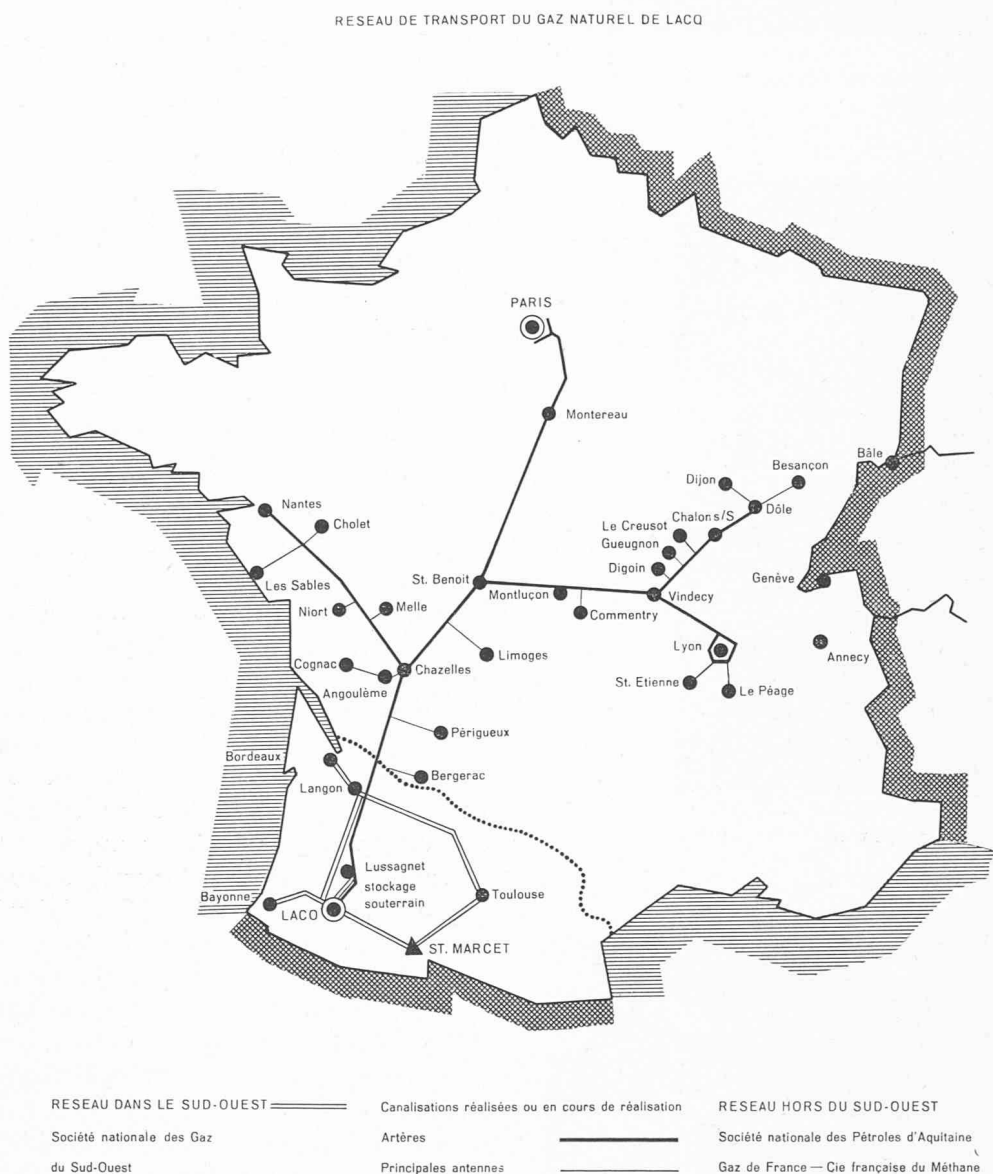 RESEAU DE TRANSPORT DU GAZ NATUREL DE LACQ
PARIS
Montereau
Bâle
Besançon
Dijon
Nantes
Dôle
Cholet
Chalons/S
Le Creusot
Gueugnon
Digoin
Les Sables
St. Benoit
Genève
Montluçon
Vindecy
Niort
Melle
Commentry
Lyon
Annecy
Limoges
Cognac
Chazelles
Angoulême
St. Etienne
Le Péage
Périgueux
Bordeaux
Bergerac
Langon
Lussagnet
stockage
souterrain
Bayonne
Toulouse
LACQ
ST. MARCET
RESEAU DANS LE SUD-OUEST
Société nationale des Gaz
du Sud-Ouest
Canalisations réalisées ou en cours de réalisation
Artères
Principales antennes
RESEAU HORS DU SUD-OUEST
Société nationale des Pétroles d'Aquitaine
Gaz de France — Cie française du Méthane